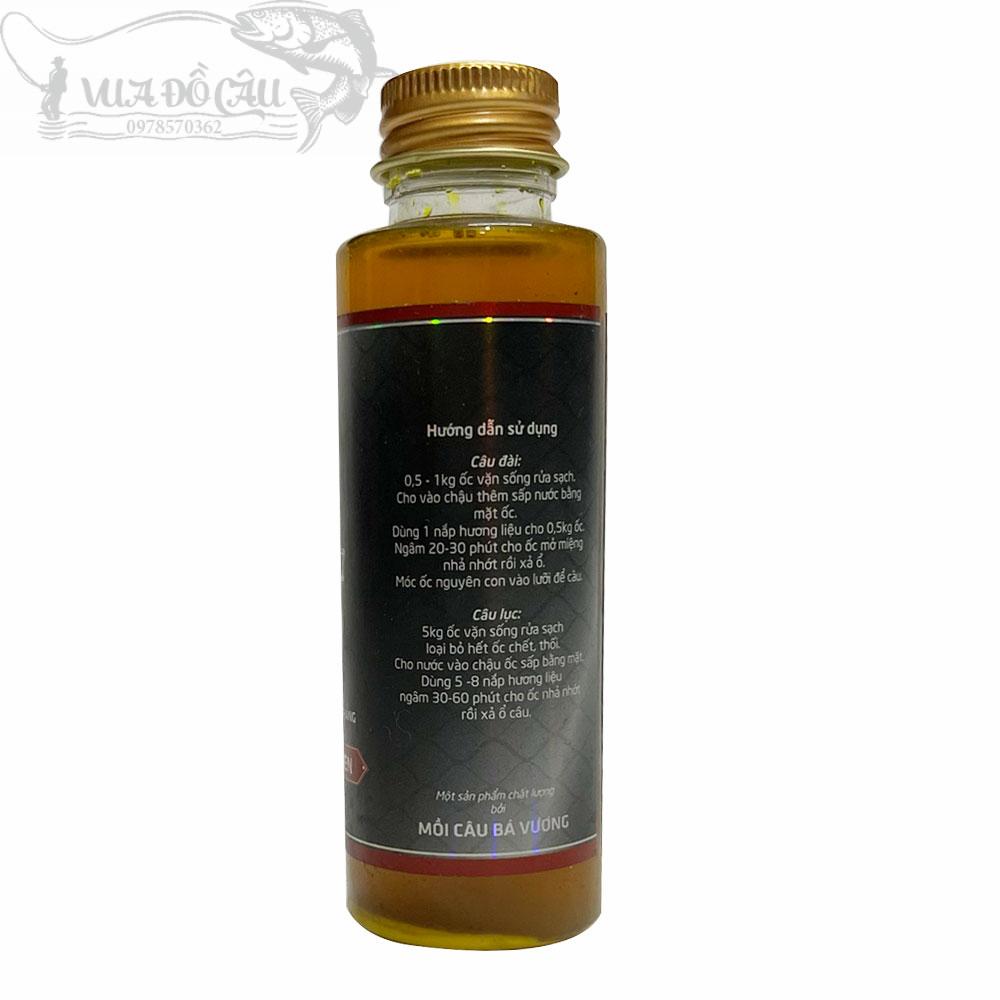 VUA ĐỒ CÂU
0978570362
Hướng dẫn sử dụng
Câu đài:
0,5 - 1kg ốc vặn sống rửa sạch.
Cho vào chậu thêm sấp nước bằng
mặt ốc.
Dùng 1 nắp hương liệu cho 0,5kg ốc.
Ngâm 20-30 phút cho ốc mở miệng
nhả nhớt rồi xả ổ.
Móc ốc nguyên con vào lưỡi để câu.
Câu lục:
5kg ốc vặn sống rửa sạch
loại bỏ hết ốc chết, thối.
Cho nước vào chậu ốc sấp bằng mặt.
Dùng 5 -8 nắp hương liệu
ngâm 30-60 phút cho ốc nhả nhớt
rồi xả ổ câu.
Một sản phẩm chất lượng
bởi
MỒI CÂU BÁ VƯƠNG